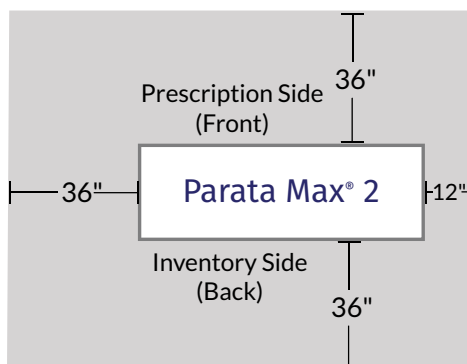 36"
Prescription Side
(Front)
36"
Parata Max® 2
12"
Inventory Side
(Back)
36"